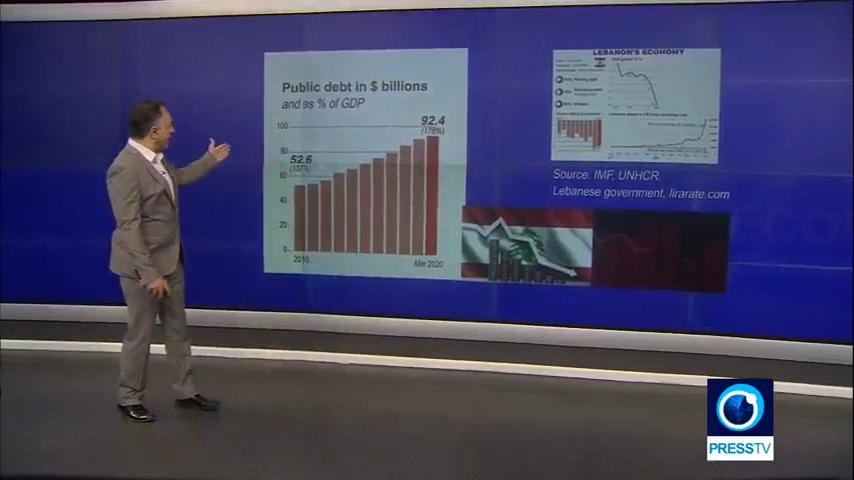 Public debt in $ billions
and as % of GDP
100
92.4
(178%)
80
52.6
(137%)
60
40
20
0
2010
Mar 2020
LEBANON'S ECONOMY
Source: IMF, UNHCR
Lebanese government, lirarate.com
PRESSTV